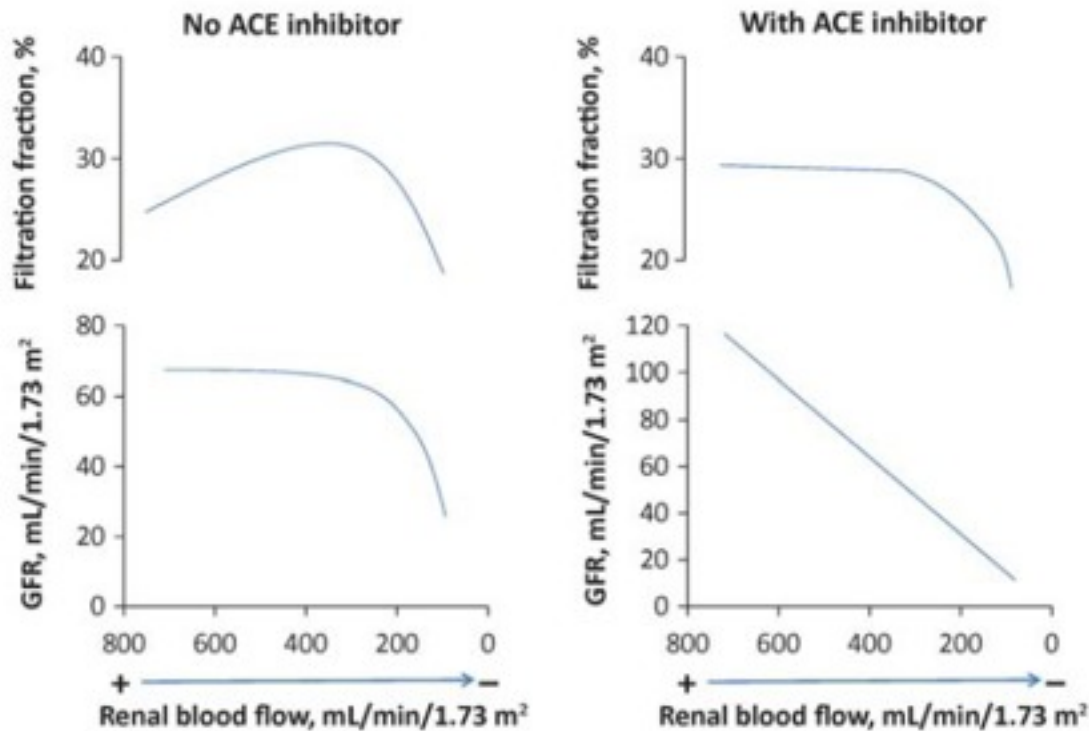 No ACE inhibitor
Filtration fraction, %
40
30
20
GFR, mL/min/1.73 m²
80
60
40
20
0
800 600 400 200 0
+ −
Renal blood flow, mL/min/1.73 m²
With ACE inhibitor
Filtration fraction, %
40
30
20
GFR, mL/min/1.73 m²
120
100
80
60
40
20
0
800 600 400 200 0
+ −
Renal blood flow, mL/min/1.73 m²